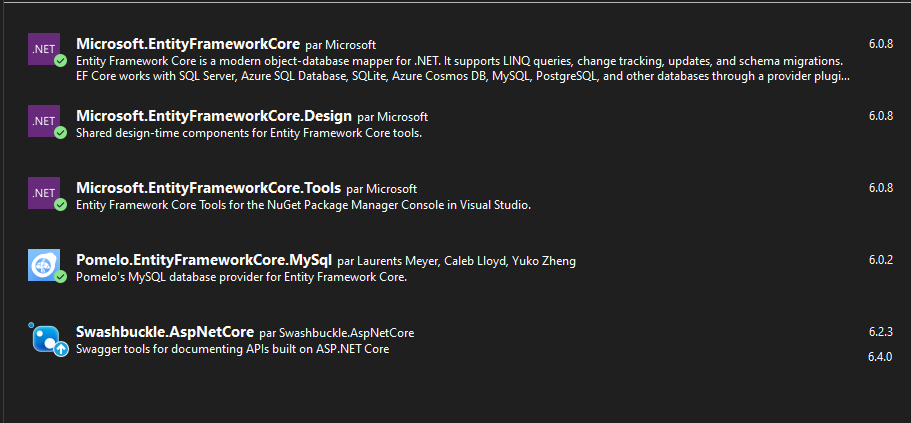 .NET
Microsoft.EntityFrameworkCore par Microsoft
6.0.8
Entity Framework Core is a modern object-database mapper for .NET. It supports LINQ queries, change tracking, updates, and schema migrations.
EF Core works with SQL Server, Azure SQL Database, SQLite, Azure Cosmos DB, MySQL, PostgreSQL, and other databases through a provider plugi...
.NET
Microsoft.EntityFrameworkCore.Design par Microsoft
6.0.8
Shared design-time components for Entity Framework Core tools.
.NET
Microsoft.EntityFrameworkCore.Tools par Microsoft
6.0.8
Entity Framework Core Tools for the NuGet Package Manager Console in Visual Studio.
Pomelo.EntityFrameworkCore.MySql par Laurents Meyer, Caleb Lloyd, Yuko Zheng
6.0.2
Pomelo's MySQL database provider for Entity Framework Core.
Swashbuckle.AspNetCore par Swashbuckle.AspNetCore
6.2.3
Swagger tools for documenting APIs built on ASP.NET Core
6.4.0